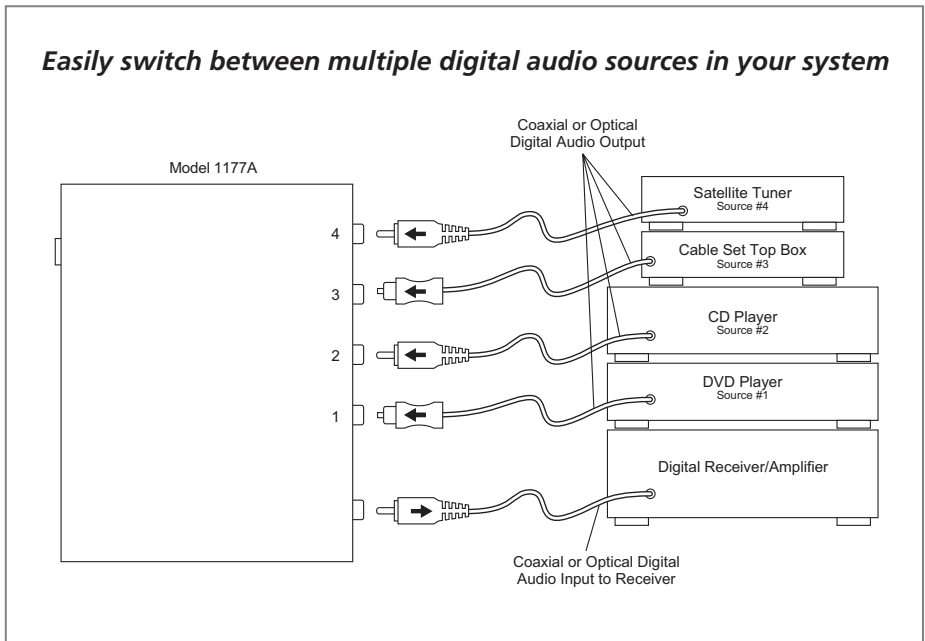 Easily switch between multiple digital audio sources in your system
Coaxial or Optical
Digital Audio Output
Model 1177A
Satellite Tuner
Source #4
4
Cable Set Top Box
Source #3
3
CD Player
Source #2
2
DVD Player
Source #1
1
Digital Receiver/Amplifier
Coaxial or Optical Digital
Audio Input to Receiver